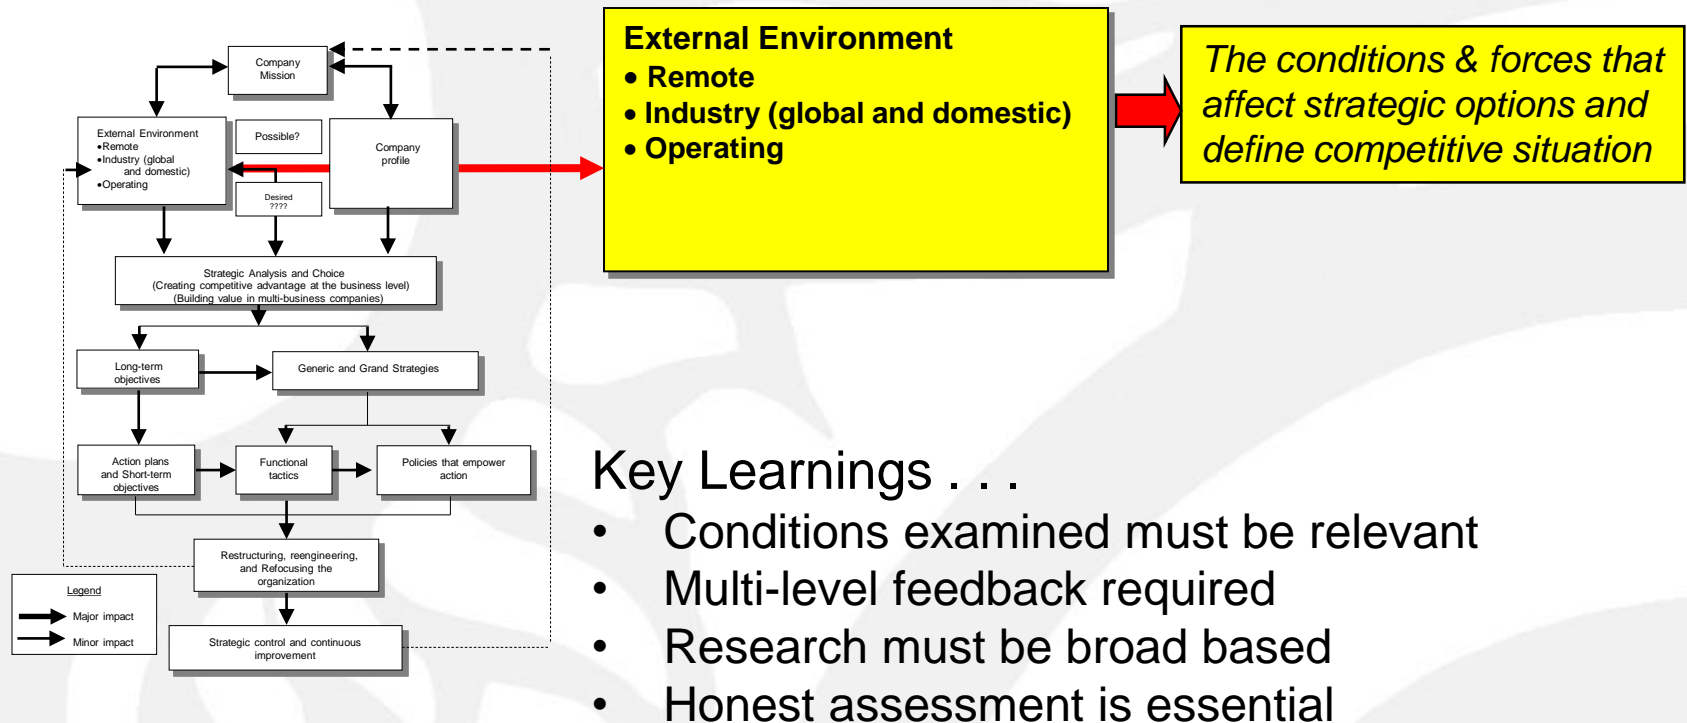 Company
Mission
External Environment
•Remote
•Industry (global
and domestic)
•Operating
Possible?
Desired
????
Company
profile
Strategic Analysis and Choice
(Creating competitive advantage at the business level)
(Building value in multi-business companies)
Long-term
objectives
Generic and Grand Strategies
Action plans
and Short-term
objectives
Functional
tactics
Policies that empower
action
Restructuring, reengineering,
and Refocusing the
organization
Strategic control and continuous
improvement
Legend
Major impact
Minor impact
External Environment
• Remote
• Industry (global and domestic)
• Operating
The conditions & forces that
affect strategic options and
define competitive situation
Key Learnings . . .
• Conditions examined must be relevant
• Multi-level feedback required
• Research must be broad based
• Honest assessment is essential